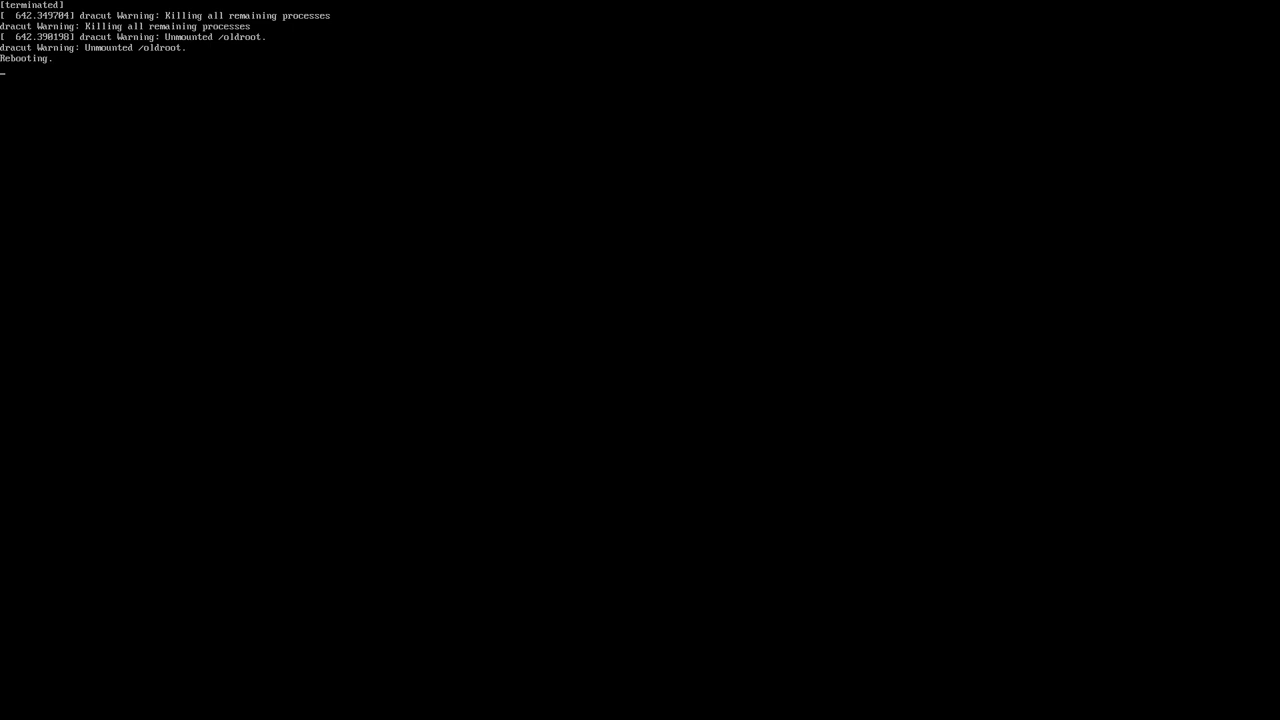 [terminated]
[  642.349704] dracut Warning: Killing all remaining processes
dracut Warning: Killing all remaining processes
[  642.390198] dracut Warning: Unmounted /oldroot.
dracut Warning: Unmounted /oldroot.
Rebooting.